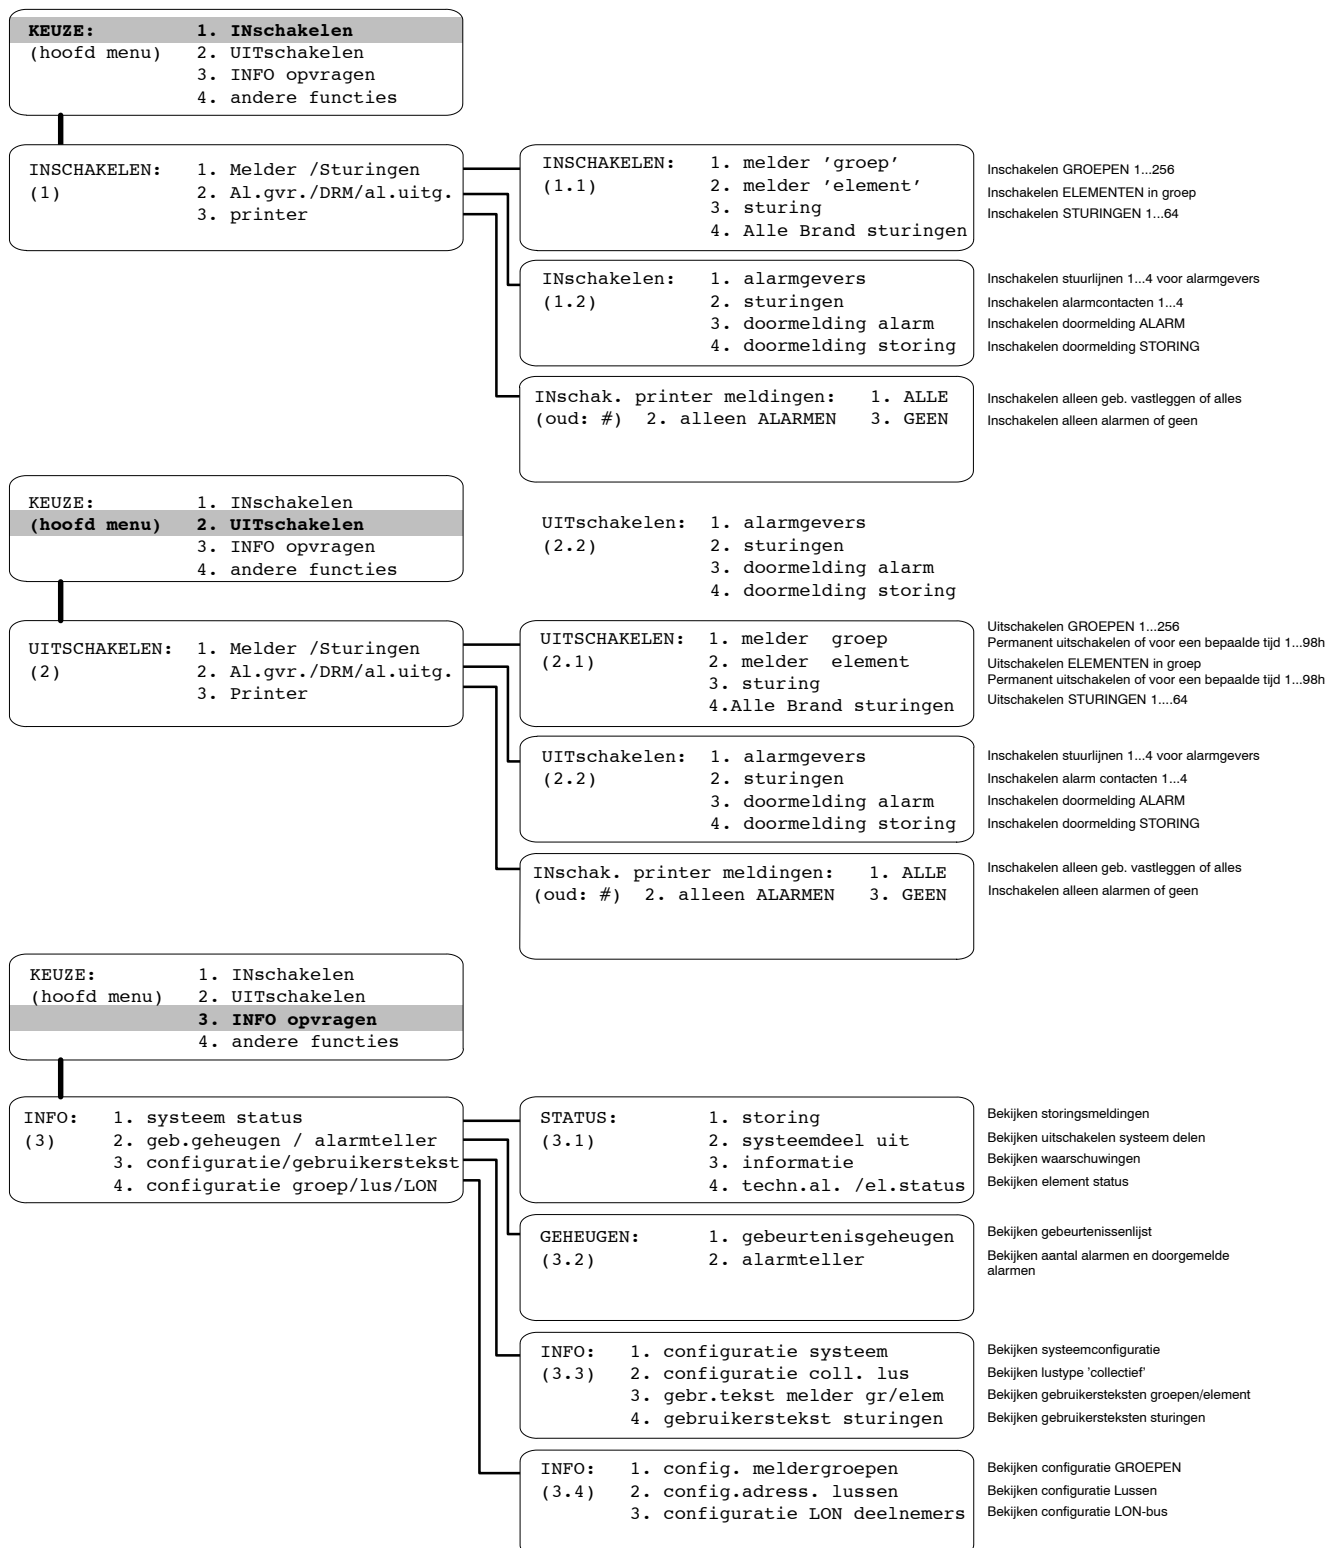 KEUZE: 1. INschakelen
(hoofd menu) 2. UITschakelen
3. INFO opvragen
4. andere functies
INSCHAKELEN: 1. Melder /Sturingen
(1) 2. Al.gvr./DRM/al.uitg.
3. printer
INSCHAKELEN: 1. melder 'groep'
(1.1) 2. melder 'element'
3. sturing
4. Alle Brand sturingen
Inschakelen GROEPEN 1...256
Inschakelen ELEMENTEN in groep
Inschakelen STURINGEN 1...64
INschakelen: 1. alarmgevers
(1.2) 2. sturingen
3. doormelding alarm
4. doormelding storing
Inschakelen stuurlijnen 1...4 voor alarmgevers
Inschakelen alarmcontacten 1...4
Inschakelen doormelding ALARM
Inschakelen doormelding STORING
INschak. printer meldingen: 1. ALLE
(oud: #) 2. alleen ALARMEN 3. GEEN
Inschakelen alleen geb. vastleggen of alles
Inschakelen alleen alarmen of geen
KEUZE: 1. INschakelen
(hoofd menu) 2. UITschakelen
3. INFO opvragen
4. andere functies
UITschakelen: 1. alarmgevers
(2.2) 2. sturingen
3. doormelding alarm
4. doormelding storing
UITSCHAKELEN: 1. Melder /Sturingen
(2) 2. Al.gvr./DRM/al.uitg.
3. Printer
UITSCHAKELEN: 1. melder groep
(2.1) 2. melder element
3. sturing
4.Alle Brand sturingen
Uitschakelen GROEPEN 1...256
Permanent uitschakelen of voor een bepaalde tijd 1...98h
Uitschakelen ELEMENTEN in groep
Permanent uitschakelen of voor een bepaalde tijd 1...98h
Uitschakelen STURINGEN 1....64
UITschakelen: 1. alarmgevers
(2.2) 2. sturingen
3. doormelding alarm
4. doormelding storing
Inschakelen stuurlijnen 1...4 voor alarmgevers
Inschakelen alarm contacten 1...4
Inschakelen doormelding ALARM
Inschakelen doormelding STORING
INschak. printer meldingen: 1. ALLE
(oud: #) 2. alleen ALARMEN 3. GEEN
Inschakelen alleen geb. vastleggen of alles
Inschakelen alleen alarmen of geen
KEUZE: 1. INschakelen
(hoofd menu) 2. UITschakelen
3. INFO opvragen
4. andere functies
INFO: 1. systeem status
(3) 2. geb.geheugen / alarmteller
3. configuratie/gebruikerstekst
4. configuratie groep/lus/LON
STATUS: 1. storing
(3.1) 2. systeemdeel uit
3. informatie
4. techn.al. /el.status
Bekijken storingsmeldingen
Bekijken uitschakelen systeem delen
Bekijken waarschuwingen
Bekijken element status
GEHEUGEN: 1. gebeurtenisgeheugen
(3.2) 2. alarmteller
Bekijken gebeurtenissenlijst
Bekijken aantal alarmen en doorgemelde
alarmen
INFO: 1. configuratie systeem
(3.3) 2. configuratie coll. lus
3. gebr.tekst melder gr/elem
4. gebruikerstekst sturingen
Bekijken systeemconfiguratie
Bekijken lustype 'collectief'
Bekijken gebruikersteksten groepen/element
Bekijken gebruikersteksten sturingen
INFO: 1. config. meldergroepen
(3.4) 2. config.adress. lussen
3. configuratie LON deelnemers
Bekijken configuratie GROEPEN
Bekijken configuratie Lussen
Bekijken configuratie LON-bus